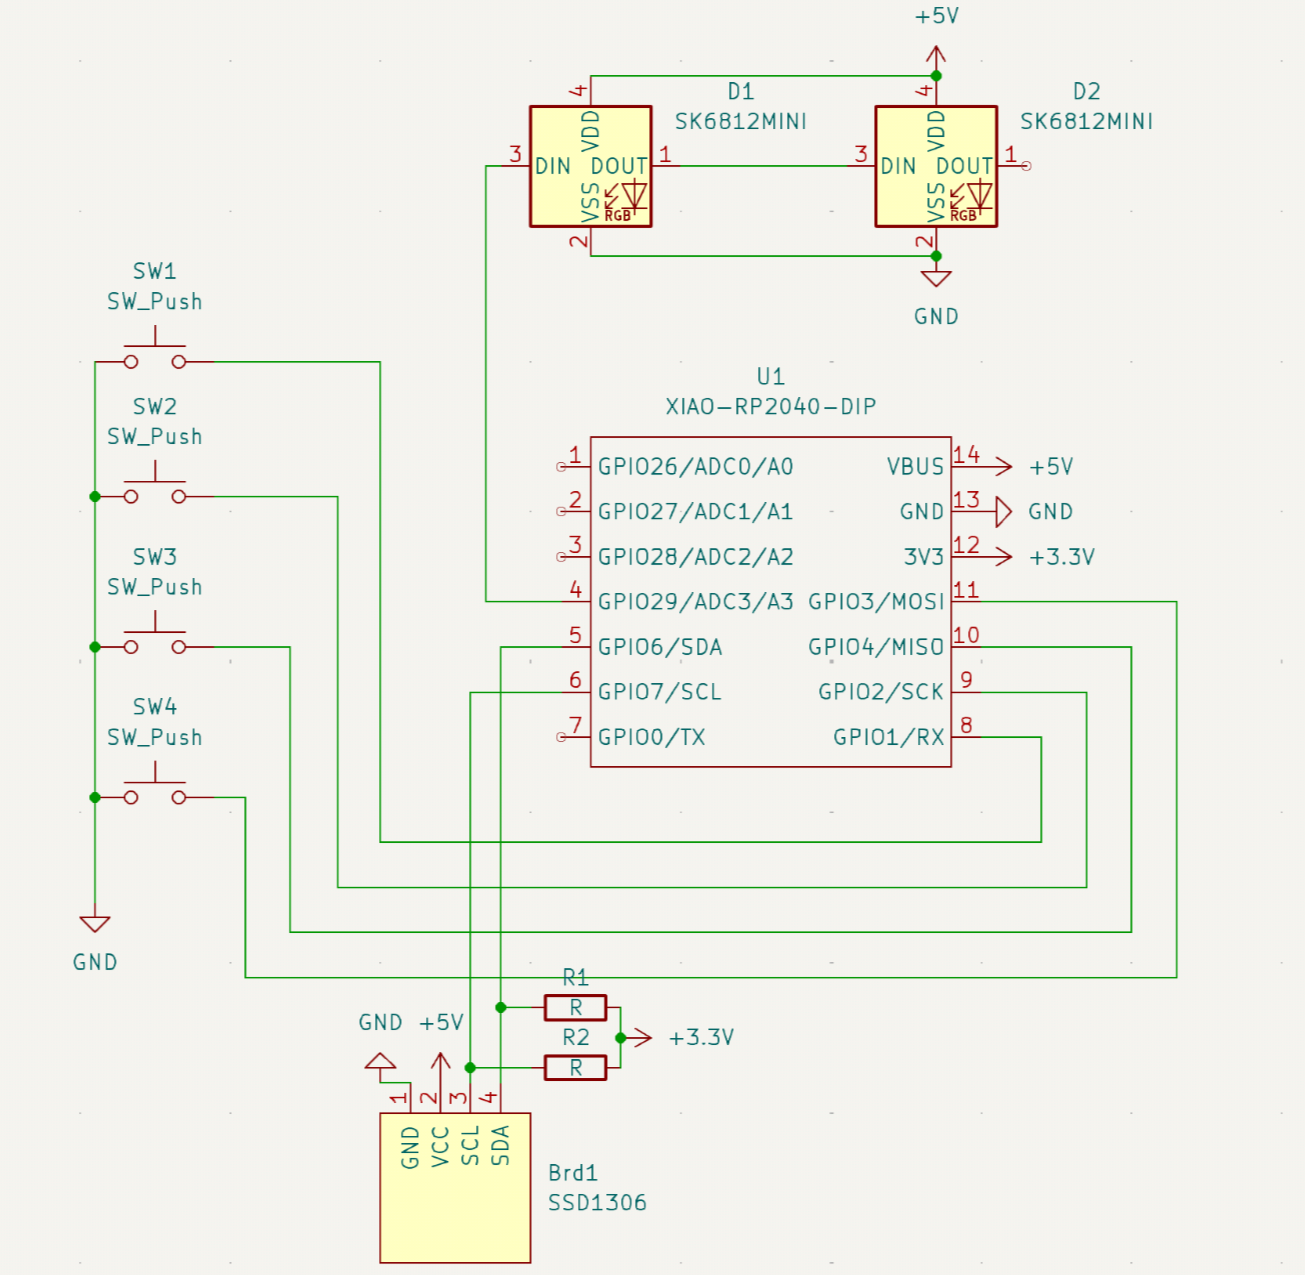 +5V
D1
SK6812MINI
D2
SK6812MINI
4
VDD
3
DIN
DOUT
1
VSS
RGB
2
4
VDD
3
DIN
DOUT
1
VSS
RGB
2
GND
SW1
SW_Push
SW2
SW_Push
SW3
SW_Push
SW4
SW_Push
GND
U1
XIAO-RP2040-DIP
1 GPIO26/ADC0/A0
2 GPIO27/ADC1/A1
3 GPIO28/ADC2/A2
4 GPIO29/ADC3/A3
5 GPIO6/SDA
6 GPIO7/SCL
7 GPIO0/TX
VBUS 14 +5V
GND 13 GND
3V3 12 +3.3V
GPIO3/MOSI 11
GPIO4/MISO 10
GPIO2/SCK 9
GPIO1/RX 8
R1
R
R2
R
+3.3V
GND +5V
1 2 3 4
GND VCC SCL SDA
Brd1
SSD1306